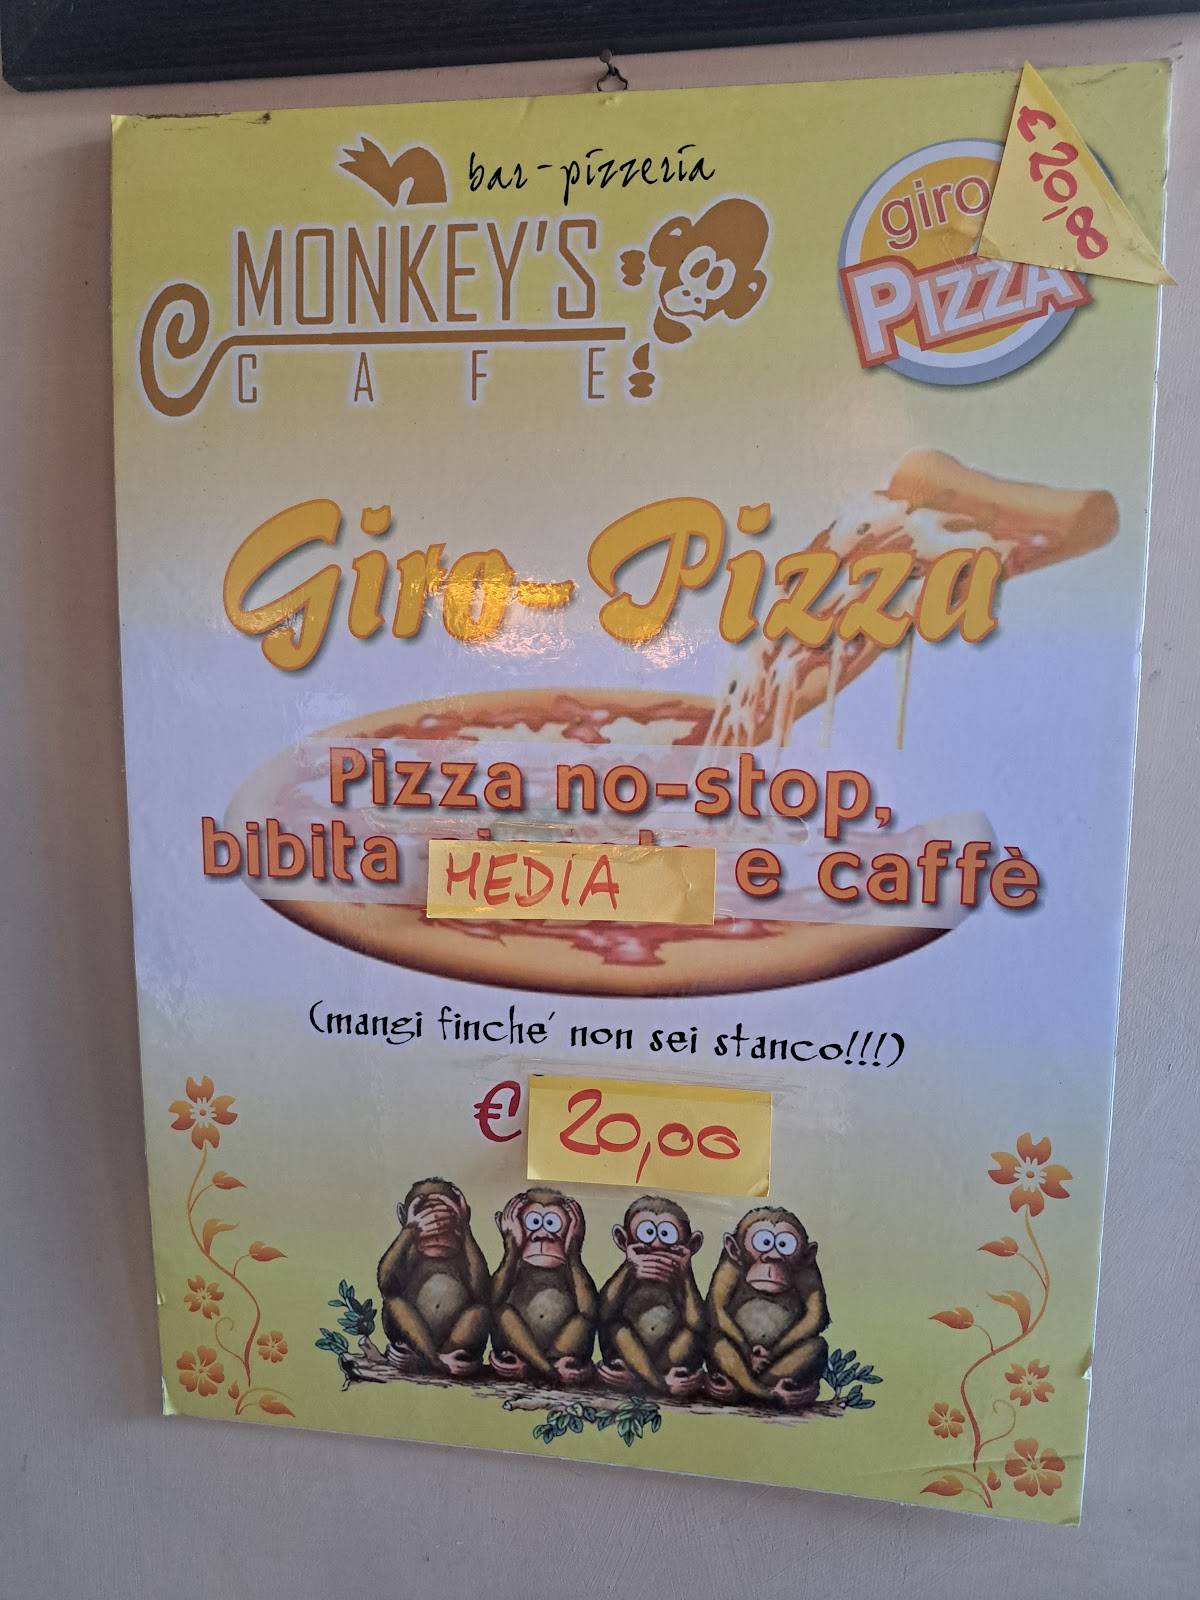 bar-pizzeria
MONKEY'S
CAFE
giro
PIZZA
€ 20,00
Giro-Pizza
Pizza no-stop,
bibita MEDIA e caffè
(mangi finche' non sei stanco!!!)
€ 20,00